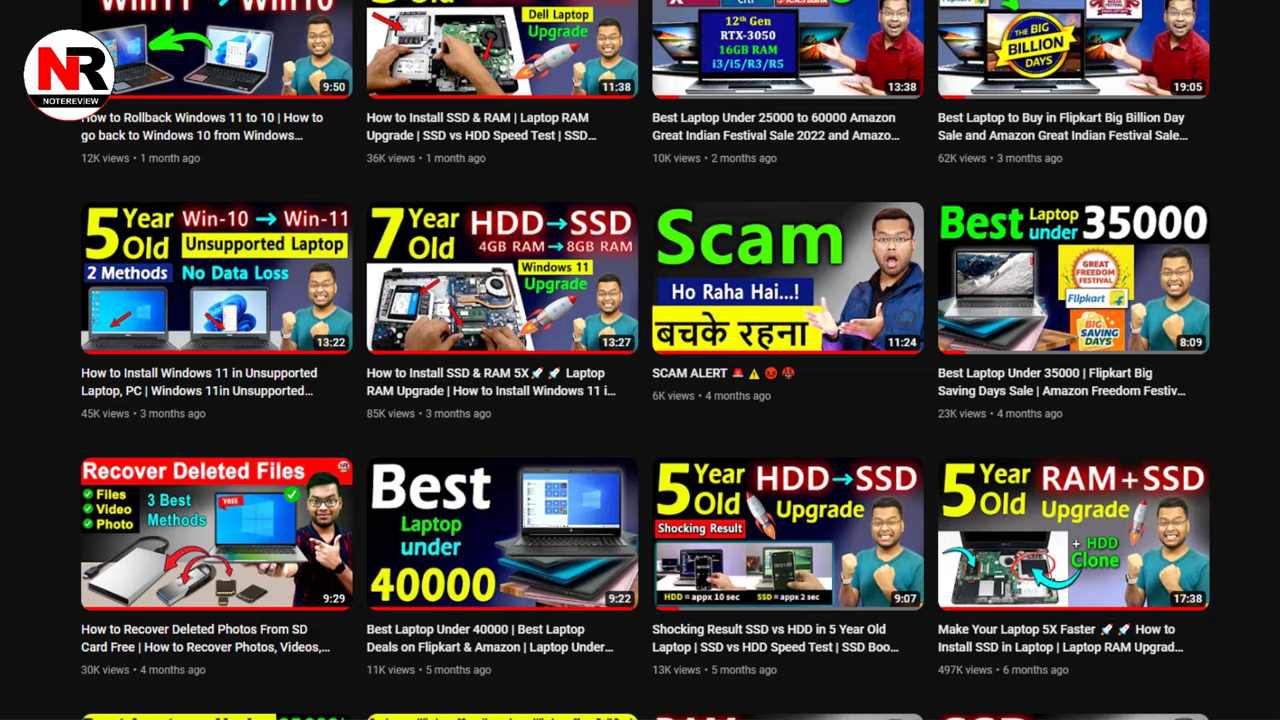 Win11 → Win10
9:50
Old
Dell Laptop
Upgrade
11:38
12th Gen
RTX-3050
16GB RAM
i3/i5/R3/R5
13:38
THE BIG
BILLION
DAYS
19:05
NR
NOTEREVIEW
How to Rollback Windows 11 to 10 | How to
go back to Windows 10 from Windows...
12K views • 1 month ago
How to Install SSD & RAM | Laptop RAM
Upgrade | SSD vs HDD Speed Test | SSD...
36K views • 1 month ago
Best Laptop Under 25000 to 60000 Amazon
Great Indian Festival Sale 2022 and Amazo...
10K views • 2 months ago
Best Laptop to Buy in Flipkart Big Billion Day
Sale and Amazon Great Indian Festival Sale...
62K views • 3 months ago
5 Year Old
Win-10 → Win-11
Unsupported Laptop
2 Methods
No Data Loss
13:22
7 Year Old
HDD→SSD
4GB RAM → 8GB RAM
Windows 11
Upgrade
13:27
Scam
Ho Raha Hai...!
बचके रहना
11:24
Best Laptop under 35000
GREAT
FREEDOM
FESTIVAL
Flipkart
BIG
SAVING
DAYS
8:09
How to Install Windows 11 in Unsupported
Laptop, PC | Windows 11in Unsupported...
45K views • 3 months ago
How to Install SSD & RAM 5X🚀 🚀 Laptop
RAM Upgrade | How to Install Windows 11 i...
85K views • 3 months ago
SCAM ALERT 🚨 ⚠️ 😡 🤬
6K views • 4 months ago
Best Laptop Under 35000 | Flipkart Big
Saving Days Sale | Amazon Freedom Festiv...
23K views • 4 months ago
Recover Deleted Files
NR
Files
Video
Photo
3 Best
Methods
FREE
9:29
Best
Laptop
under
40000
9:22
5 Year Old
HDD→SSD
Upgrade
Shocking Result
HDD = appx 10 sec
SSD = appx 2 sec
9:07
5 Year Old
RAM+SSD
Upgrade
+ HDD
Clone
17:38
How to Recover Deleted Photos From SD
Card Free | How to Recover Photos, Videos,...
30K views • 4 months ago
Best Laptop Under 40000 | Best Laptop
Deals on Flipkart & Amazon | Laptop Under...
11K views • 5 months ago
Shocking Result SSD vs HDD in 5 Year Old
Laptop | SSD vs HDD Speed Test | SSD Boo...
13K views • 5 months ago
Make Your Laptop 5X Faster 🚀 🚀 How to
Install SSD in Laptop | Laptop RAM Upgrad...
497K views • 6 months ago